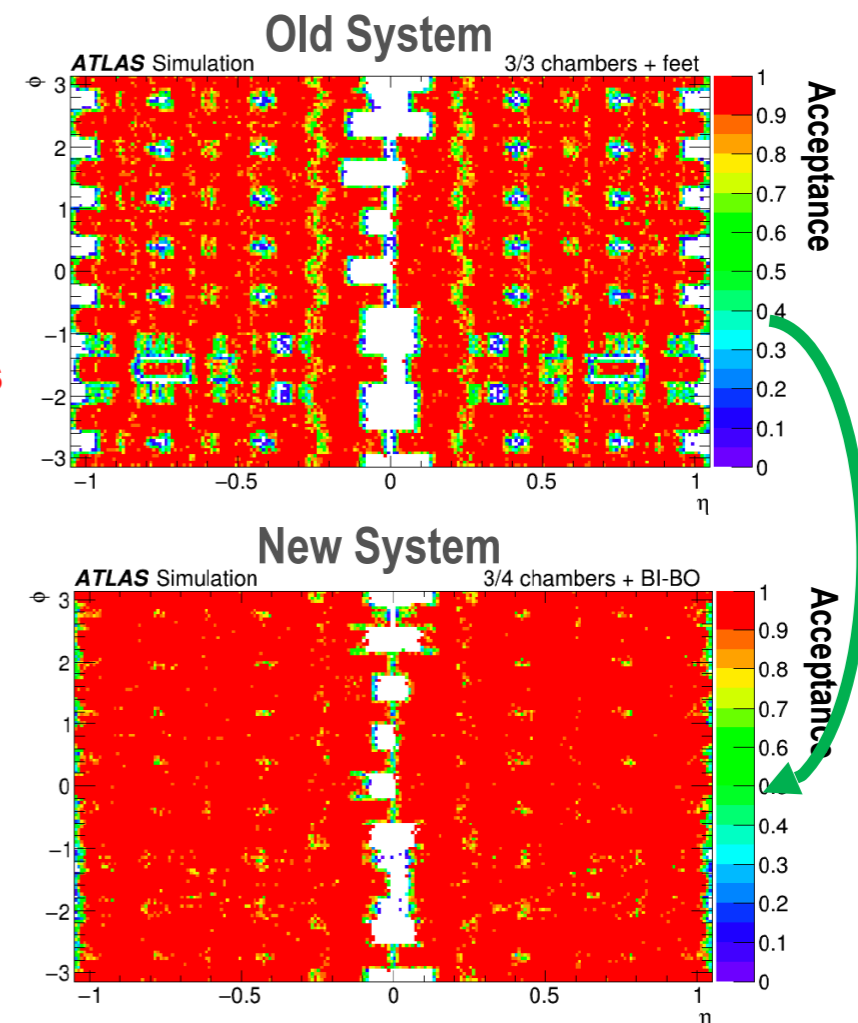 Old System
ATLAS Simulation 3/3 chambers + feet
ϕ
3
2
1
0
−1
−2
−3
−1 −0.5 0 0.5 1
η
1
0.9
0.8
0.7
0.6
0.5
0.4
0.3
0.2
0.1
0
Acceptance
New System
ATLAS Simulation 3/4 chambers + BI-BO
ϕ
3
2
1
0
−1
−2
−3
−1 −0.5 0 0.5 1
η
1
0.9
0.8
0.7
0.6
0.4
0.3
0.2
0.1
0
Acceptance